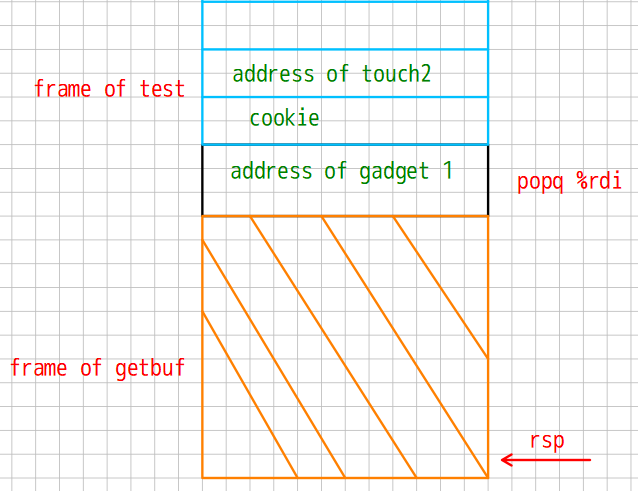 address of touch2
frame of test
cookie
address of gadget 1
popq %rdi
frame of getbuf
rsp